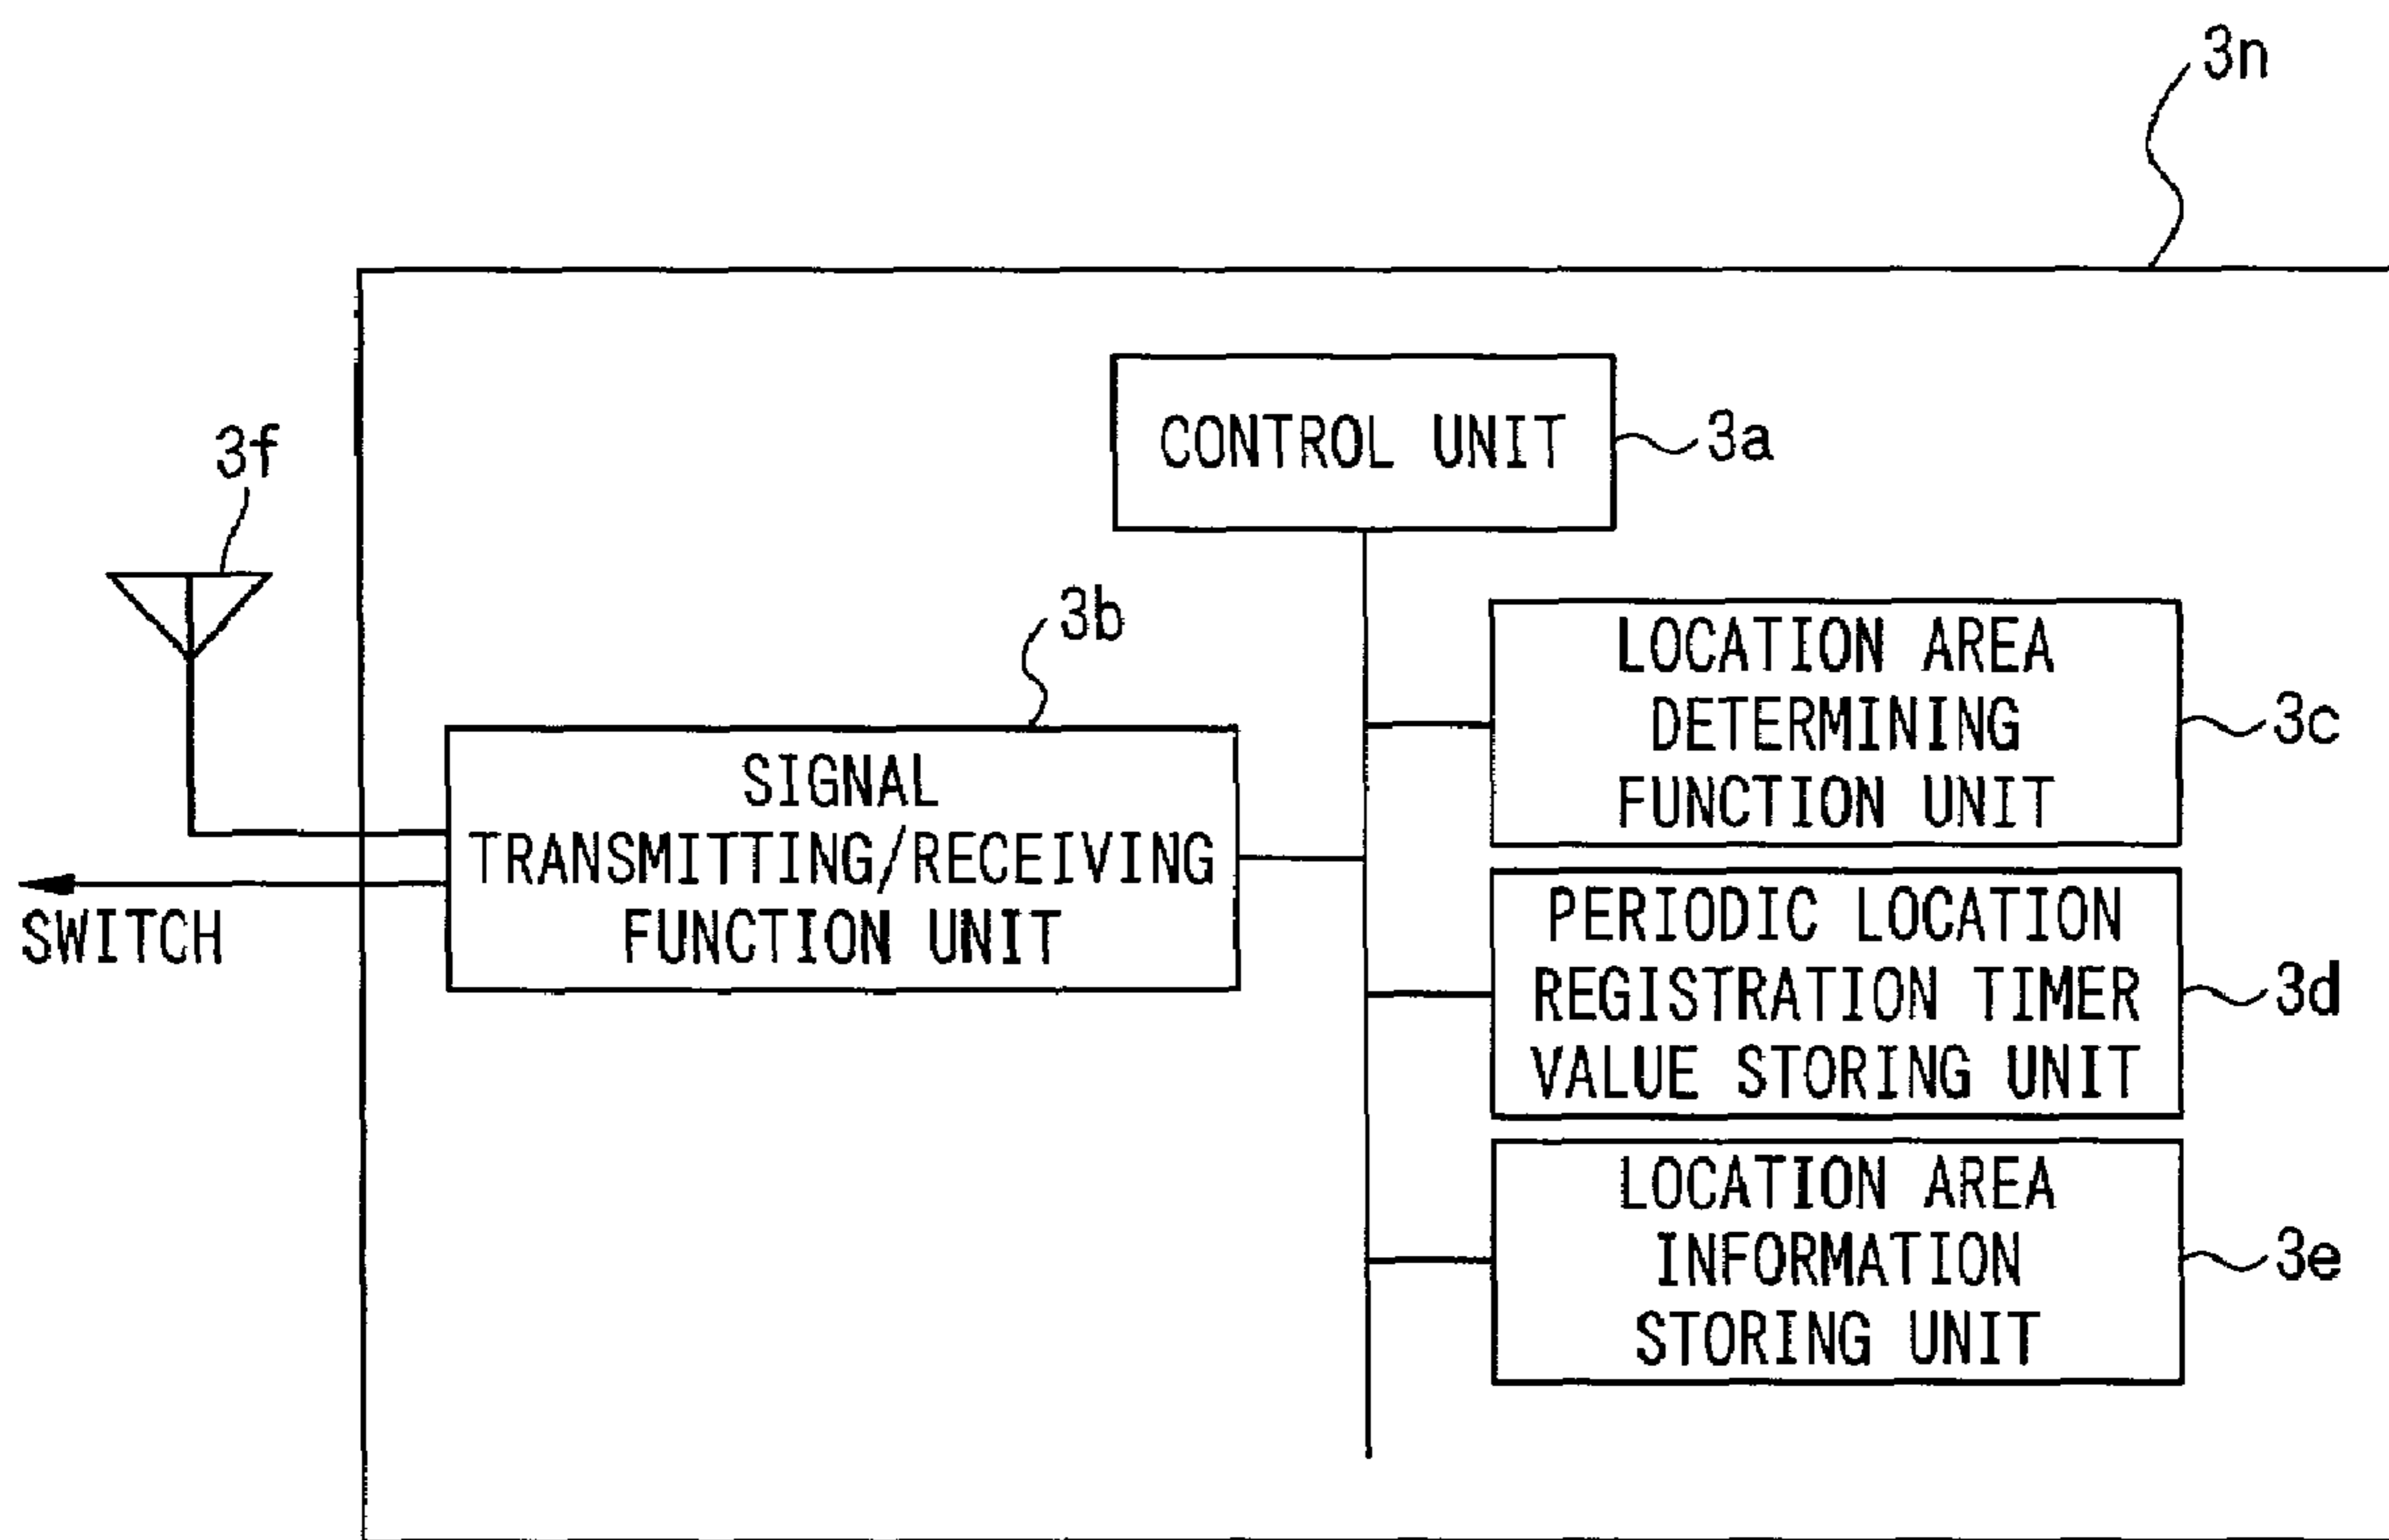 3n
CONTROL UNIT
3a
3f
3b
SIGNAL
TRANSMITTING/RECEIVING
FUNCTION UNIT
SWITCH
LOCATION AREA
DETERMINING
FUNCTION UNIT
3c
PERIODIC LOCATION
REGISTRATION TIMER
VALUE STORING UNIT
3d
LOCATION AREA
INFORMATION
STORING UNIT
3e